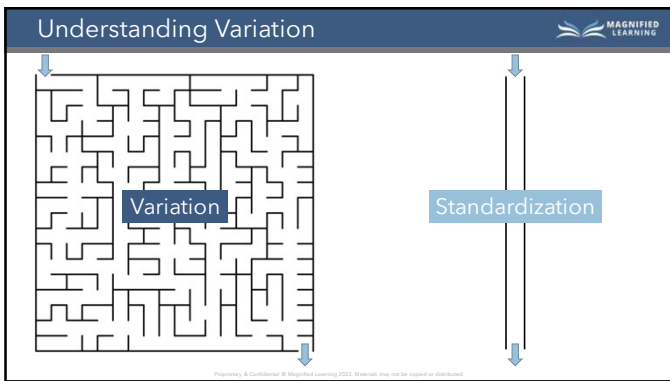 Understanding Variation
MAGNIFIED
LEARNING
Variation
Standardization
Proprietary & Confidential © Magnified Learning 2023. Materials may not be copied or distributed.